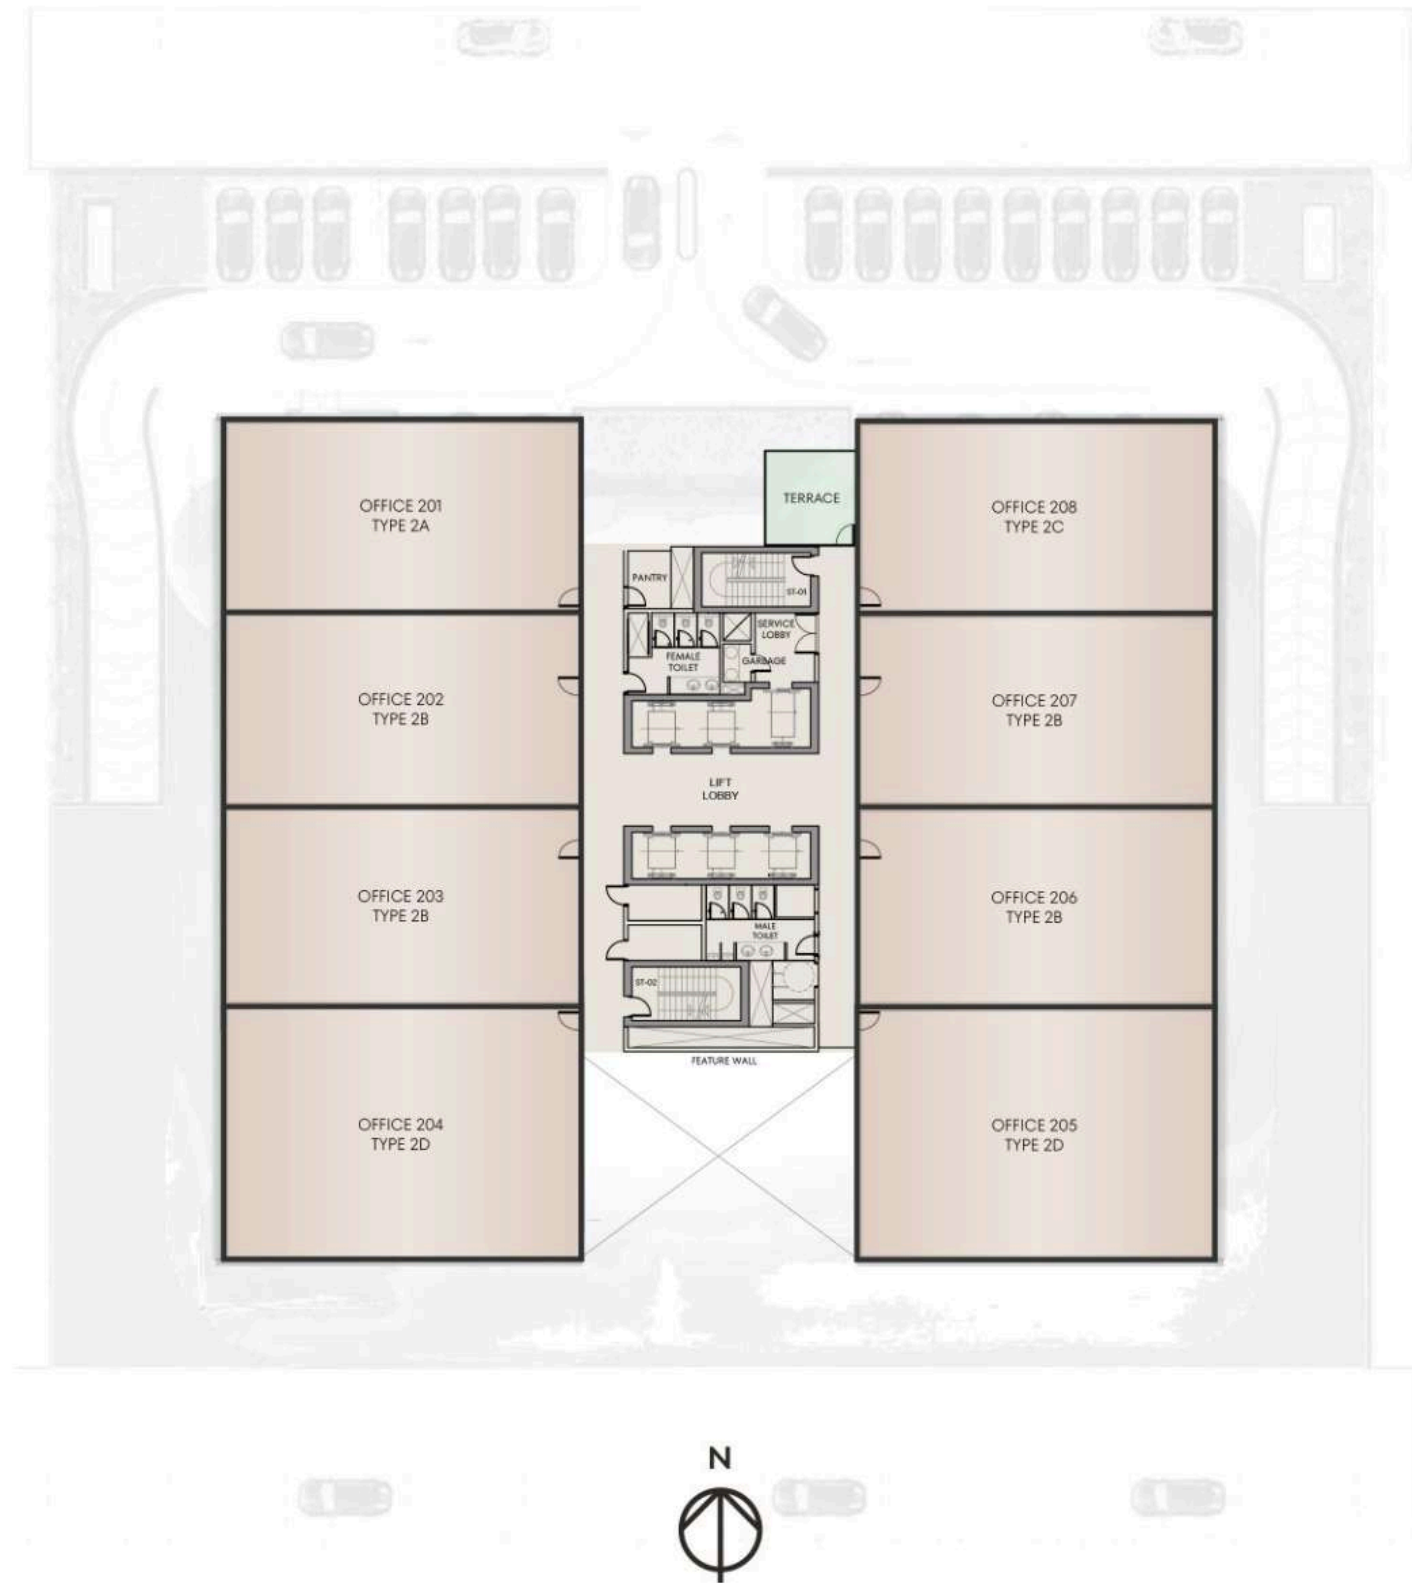 TERRACE
OFFICE 201
TYPE 2A
OFFICE 208
TYPE 2C
PANTRY
ST-01
SERVICE
LOBBY
FEMALE
TOILET
GARBAGE
OFFICE 202
TYPE 2B
OFFICE 207
TYPE 2B
LIFT
LOBBY
OFFICE 203
TYPE 2B
OFFICE 206
TYPE 2B
MALE
TOILET
ST-02
FEATURE WALL
OFFICE 204
TYPE 2D
OFFICE 205
TYPE 2D
N